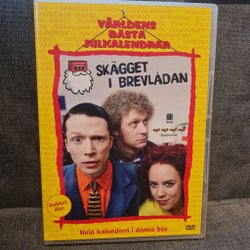 VÄRLDENS
BÄSTA
JULKALENDRAR
SKÄGGET
I BREVLÅDAN
Dubbel-
disc
Hela kalendern i denna box
DVD